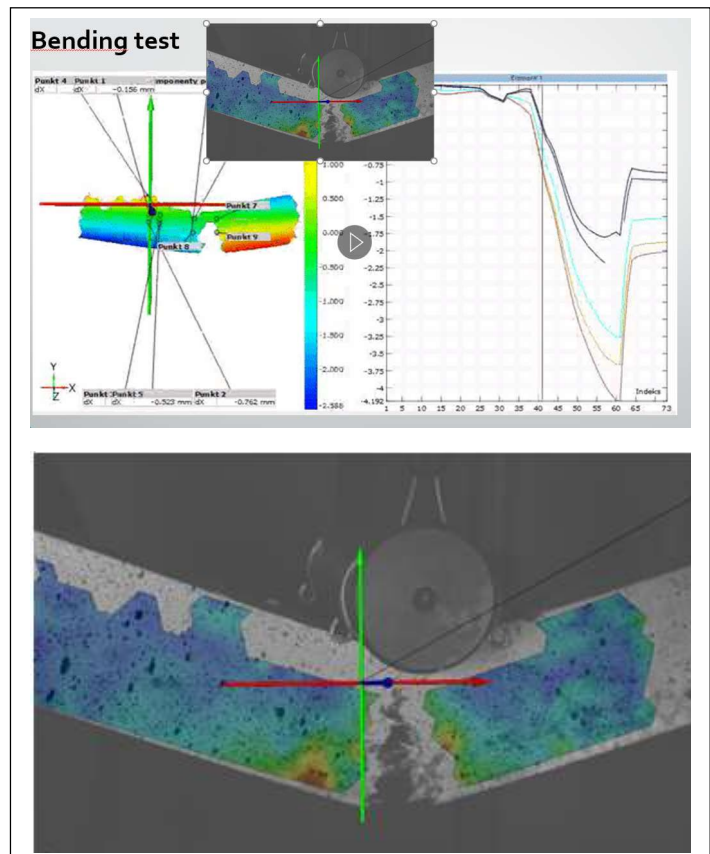 Bending test
Punkt 4 Punkt 1
dX dX -0.156 mm
Punkt 7
Punkt 9
Punkt 8
Y
X
Z
Punkt 5 Punkt 2
dX dX -0.523 mm dX -0.762 mm
1.000
0.500
0.000
-0.500
-1.000
-1.500
-2.000
-2.588
-0.75
-1
-1.25
-1.5
-1.75
-2
-2.25
-2.5
-2.75
-3
-3.25
-3.5
-3.75
-4
-4.192
Indeks
1 5 10 15 20 25 30 35 40 45 50 55 60 65 73